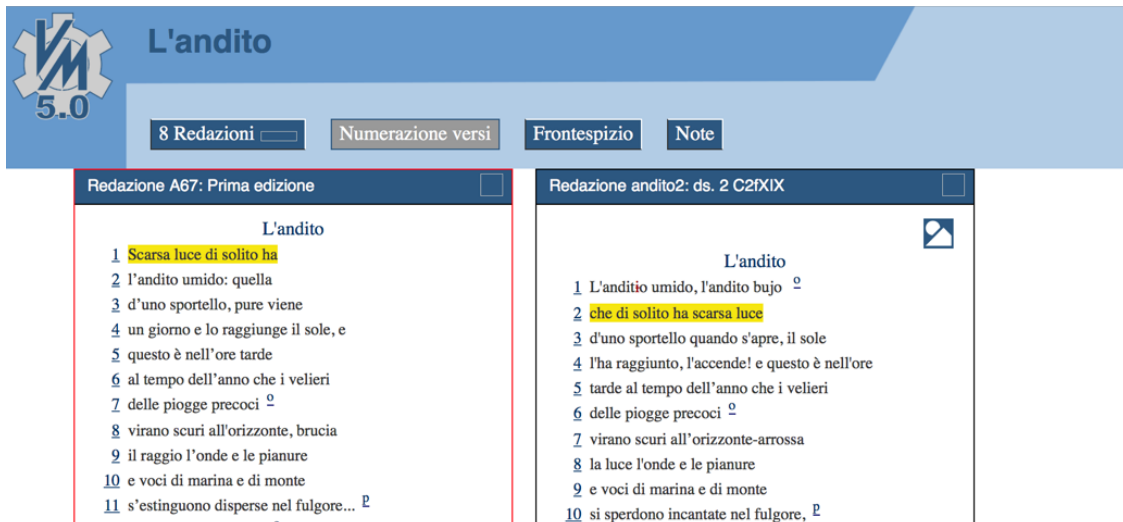 VM
5.0
L'andito
8 Redazioni
Numerazione versi
Frontespizio
Note
Redazione A67: Prima edizione
L'andito
1 Scarsa luce di solito ha
2 l’andito umido: quella
3 d’uno sportello, pure viene
4 un giorno e lo raggiunge il sole, e
5 questo è nell’ore tarde
6 al tempo dell’anno che i velieri
7 delle piogge precoci o
8 virano scuri all'orizzonte, brucia
9 il raggio l’onde e le pianure
10 e voci di marina e di monte
11 s’estinguono disperse nel fulgore... p
Redazione andito2: ds. 2 C2fXIX
L'andito
1 L'anditio umido, l'andito bujo o
2 che di solito ha scarsa luce
3 d'uno sportello quando s'apre, il sole
4 l'ha raggiunto, l'accende! e questo è nell'ore
5 tarde al tempo dell’anno che i velieri
6 delle piogge precoci o
7 virano scuri all’orizzonte-arrossa
8 la luce l'onde e le pianure
9 e voci di marina e di monte
10 si sperdono incantate nel fulgore, p